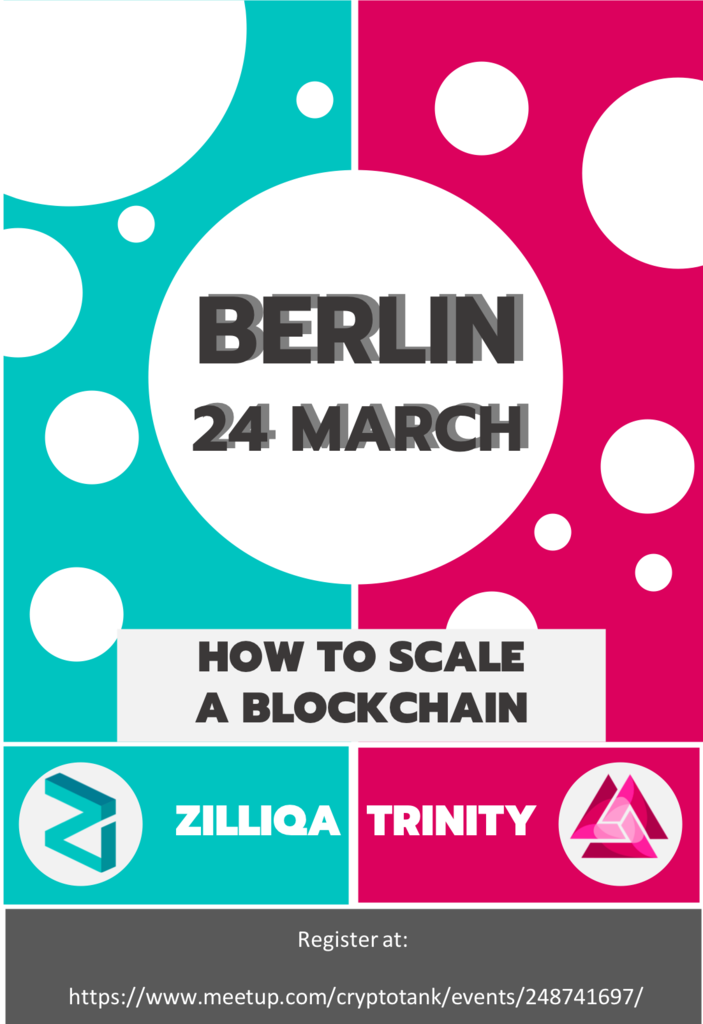 BERLIN
24 MARCH
HOW TO SCALE
A BLOCKCHAIN
ZILLIQA
TRINITY
Register at:
https://www.meetup.com/cryptotank/events/248741697/